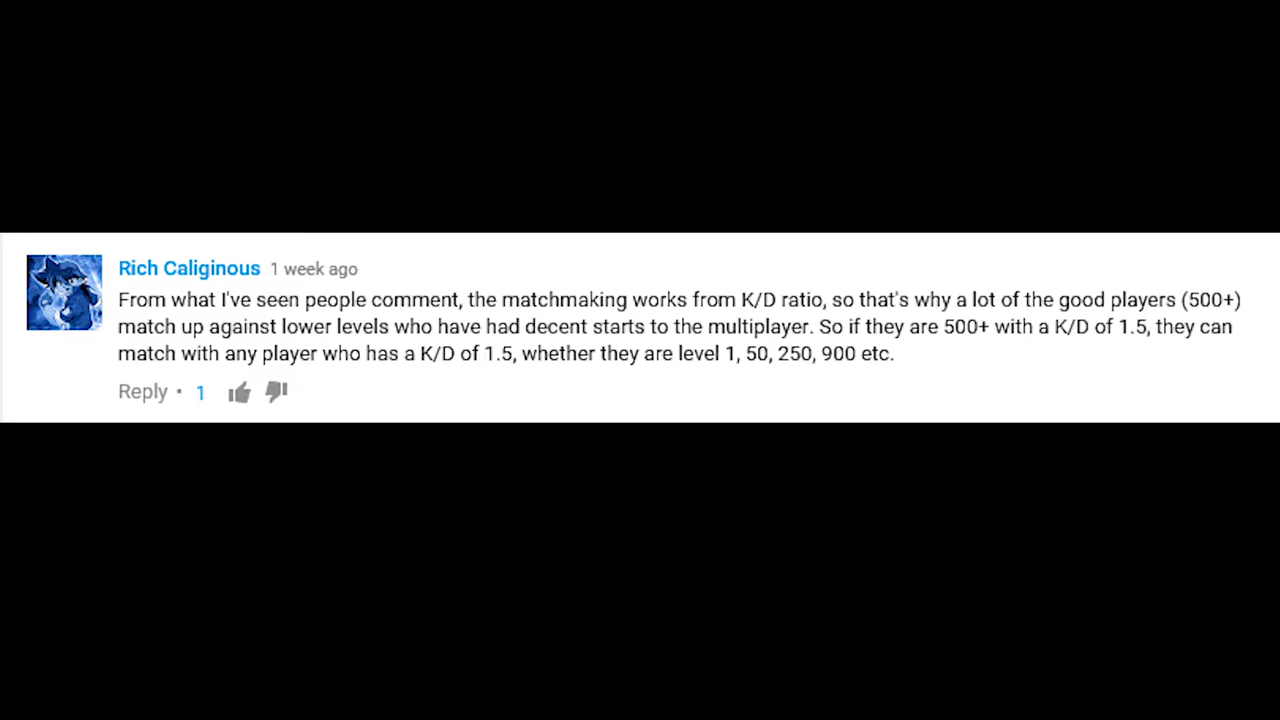 Rich Caliginous 1 week ago
From what I've seen people comment, the matchmaking works from K/D ratio, so that's why a lot of the good players (500+)
match up against lower levels who have had decent starts to the multiplayer. So if they are 500+ with a K/D of 1.5, they can
match with any player who has a K/D of 1.5, whether they are level 1, 50, 250, 900 etc.
Reply • 1